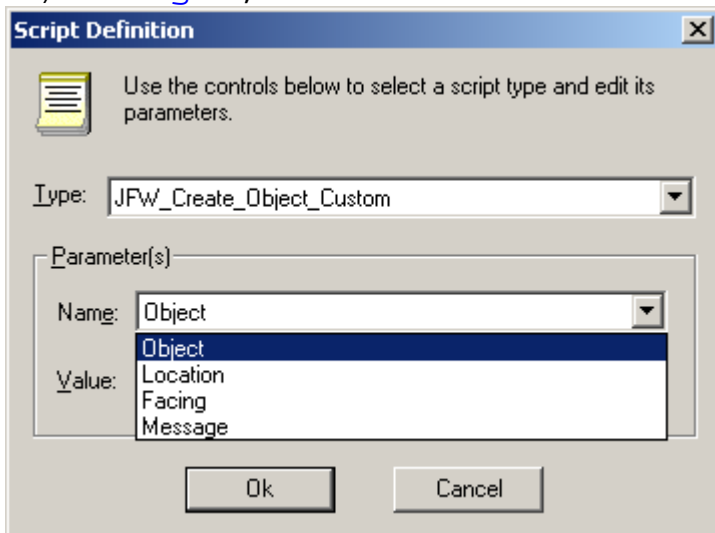 Script Definition
Use the controls below to select a script type and edit its
parameters.
Type: JFW_Create_Object_Custom
Parameter(s)
Name: Object
Object
Value:
Location
Facing
Message
Ok Cancel